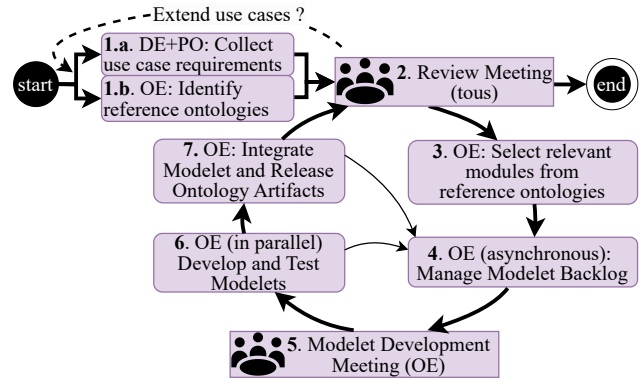 Extend use cases ?
start
1.a. DE+PO: Collect
use case requirements
1.b. OE: Identify
reference ontologies
2. Review Meeting
(tous)
end
7. OE: Integrate
Modelet and Release
Ontology Artifacts
3. OE: Select relevant
modules from
reference ontologies
6. OE (in parallel)
Develop and Test
Modelets
4. OE (asynchronous):
Manage Modelet Backlog
5. Modelet Development
Meeting (OE)